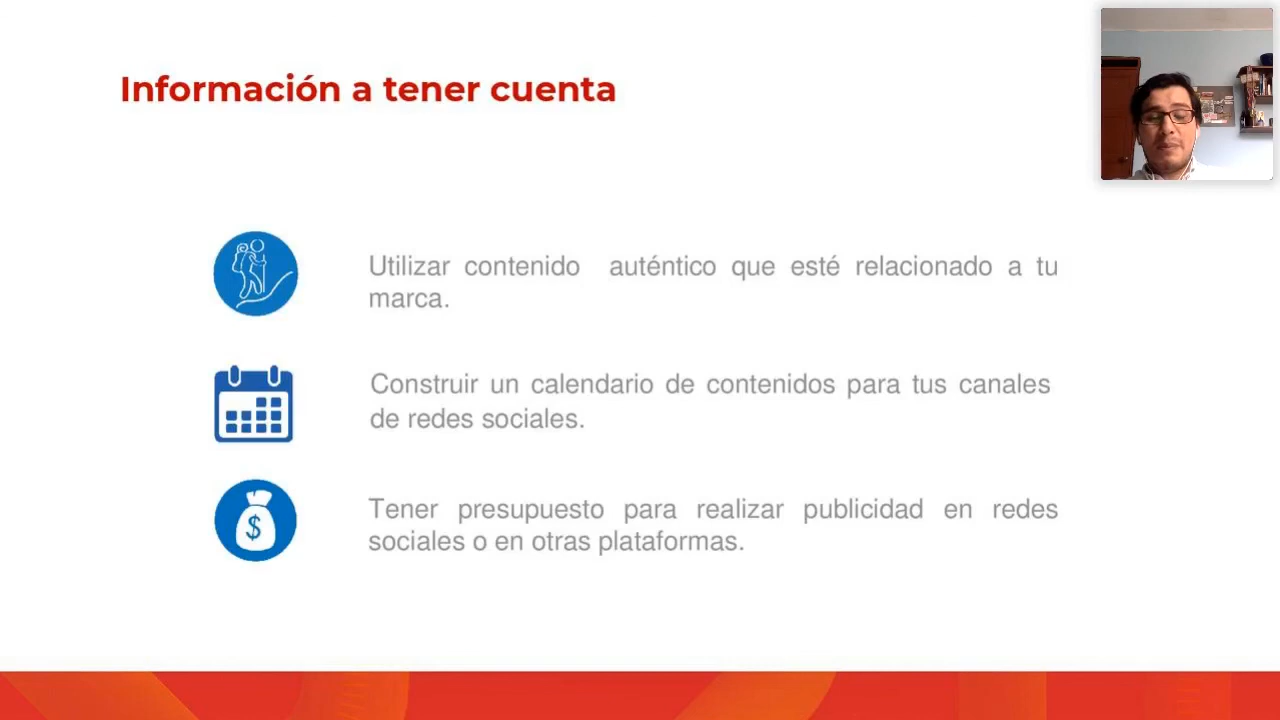 Información a tener cuenta
Utilizar contenido auténtico que esté relacionado a tu
marca.
Construir un calendario de contenidos para tus canales
de redes sociales.
$
Tener presupuesto para realizar publicidad en redes
sociales o en otras plataformas.